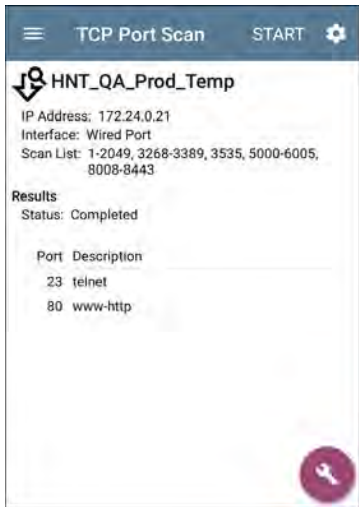 TCP Port Scan START
HNT_QA_Prod_Temp
IP Address: 172.24.0.21
Interface: Wired Port
Scan List: 1-2049, 3268-3389, 3535, 5000-6005,
8008-8443
Results
Status: Completed
Port Description
23 telnet
80 www-http